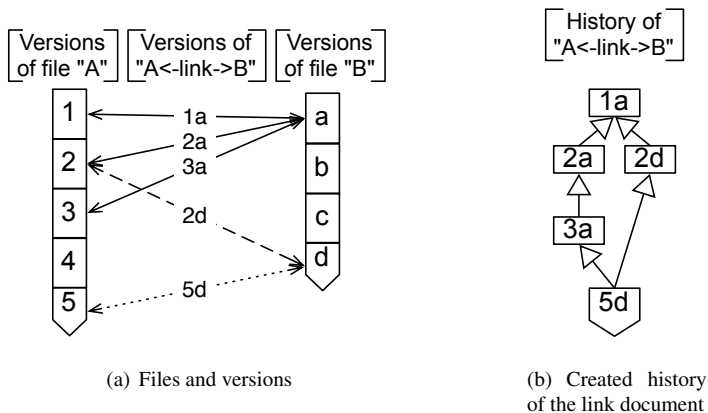 Versions of file "A"
Versions of "A<-link->B"
Versions of file "B"
1
2
3
4
5
1a
2a
3a
2d
5d
a
b
c
d
(a) Files and versions
History of
"A<-link->B"
1a
2a
2d
3a
5d
(b) Created history
of the link document